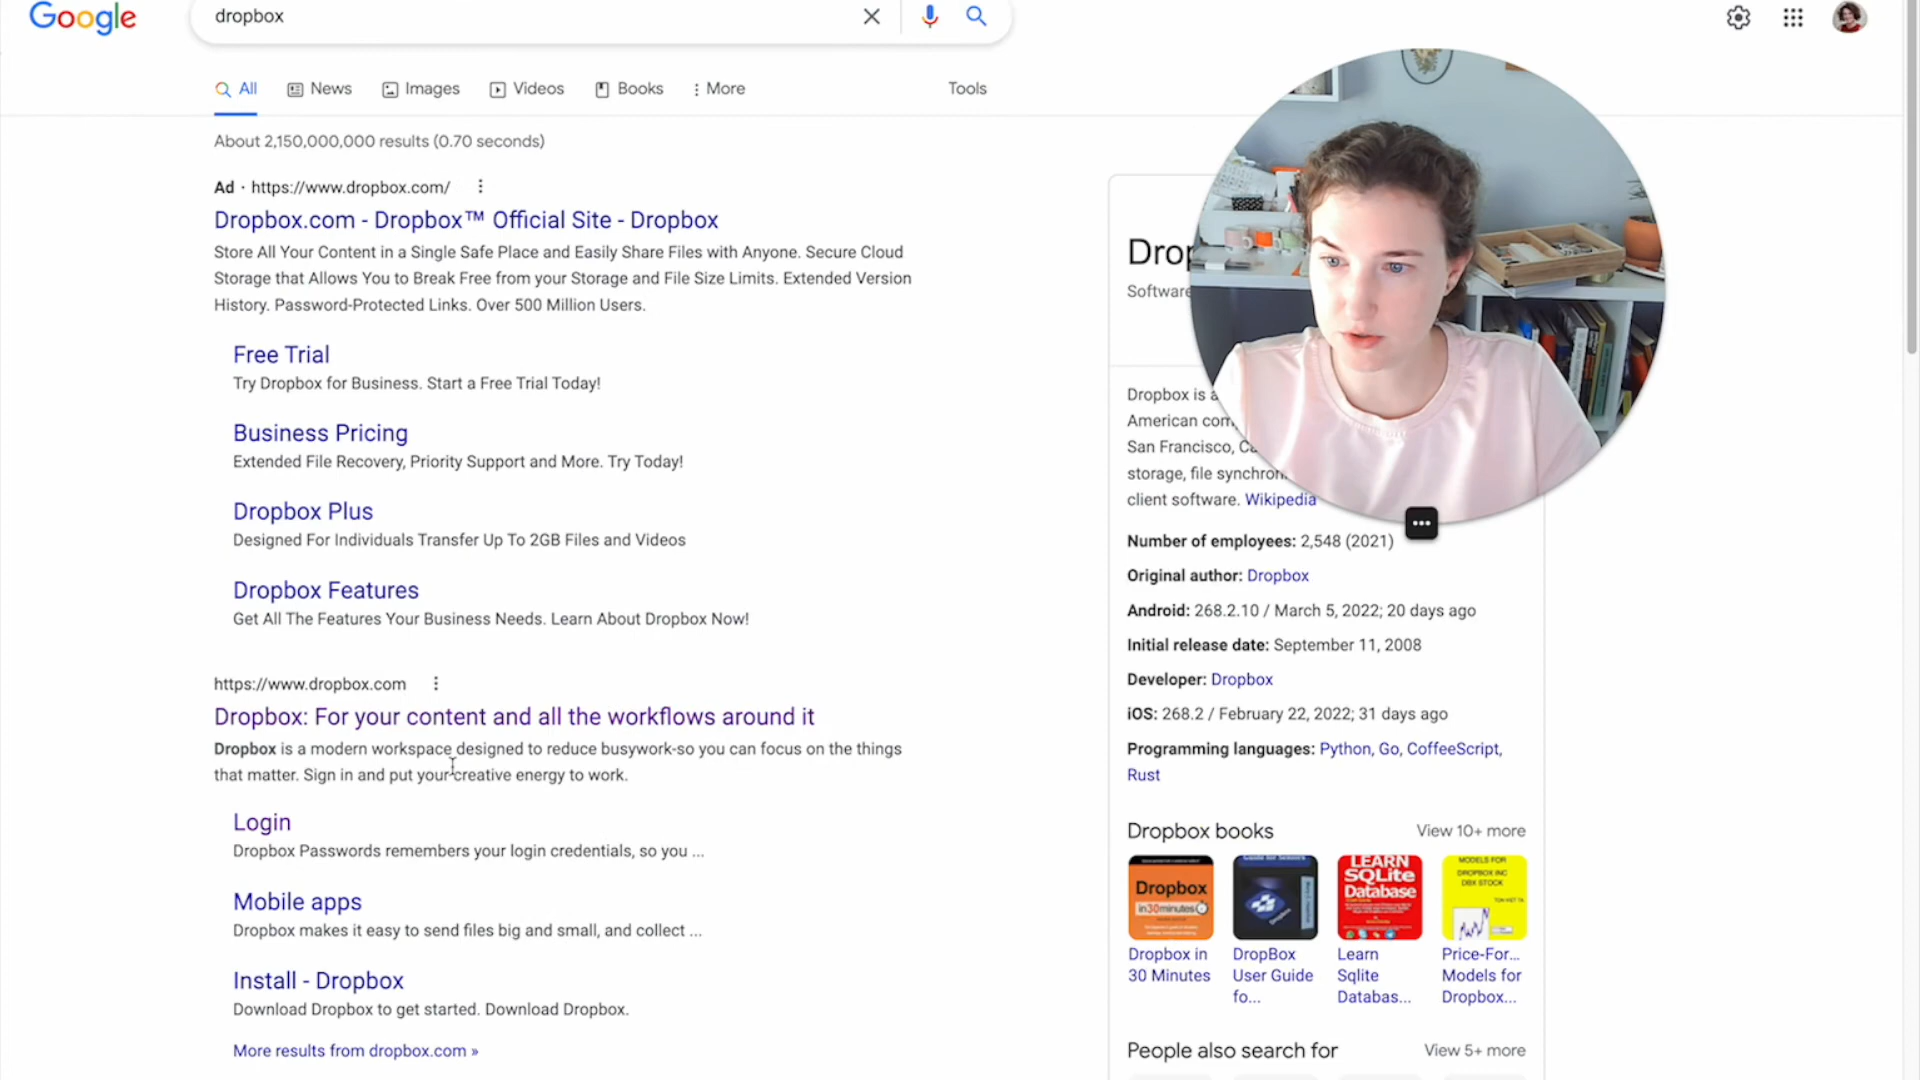 Google
dropbox
All
News
Images
Videos
Books
More
Tools
About 2,150,000,000 results (0.70 seconds)
Ad · https://www.dropbox.com/
Dropbox.com - Dropbox™ Official Site - Dropbox
Store All Your Content in a Single Safe Place and Easily Share Files with Anyone. Secure Cloud
Storage that Allows You to Break Free from your Storage and File Size Limits. Extended Version
History. Password-Protected Links. Over 500 Million Users.
Free Trial
Try Dropbox for Business. Start a Free Trial Today!
Business Pricing
Extended File Recovery, Priority Support and More. Try Today!
Dropbox Plus
Designed For Individuals Transfer Up To 2GB Files and Videos
Dropbox Features
Get All The Features Your Business Needs. Learn About Dropbox Now!
https://www.dropbox.com
Dropbox: For your content and all the workflows around it
Dropbox is a modern workspace designed to reduce busywork-so you can focus on the things
that matter. Sign in and put your creative energy to work.
Login
Dropbox Passwords remembers your login credentials, so you ...
Mobile apps
Dropbox makes it easy to send files big and small, and collect ...
Install - Dropbox
Download Dropbox to get started. Download Dropbox.
More results from dropbox.com »
Drop
Software
Dropbox is a
American com
San Francisco, Ca
storage, file synchron
client software. Wikipedia
Number of employees: 2,548 (2021)
Original author: Dropbox
Android: 268.2.10 / March 5, 2022; 20 days ago
Initial release date: September 11, 2008
Developer: Dropbox
iOS: 268.2 / February 22, 2022; 31 days ago
Programming languages: Python, Go, CoffeeScript,
Rust
Dropbox books
View 10+ more
Dropbox
in30minutes
LEARN
SQLite
Database
MODELS FOR
DROPBOX INC
DBX STOCK
Dropbox in
30 Minutes
DropBox
User Guide
fo...
Learn
Sqlite
Databas...
Price-For...
Models for
Dropbox...
People also search for
View 5+ more